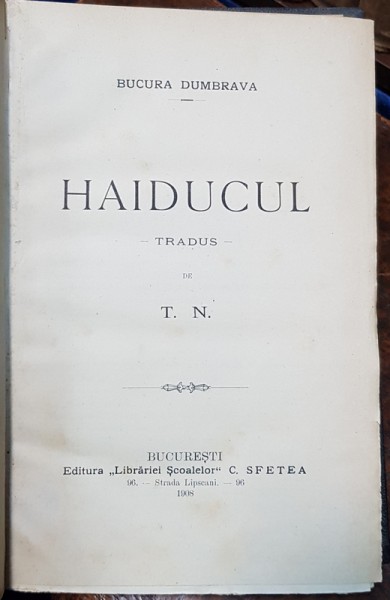 BUCURA DUMBRAVA
HAIDUCUL
— TRADUS —
DE
T. N.
BUCUREȘTI
Editura „Librăriei Școalelor“ C. SFETEA
96. — Strada Lipscani. — 96
1908